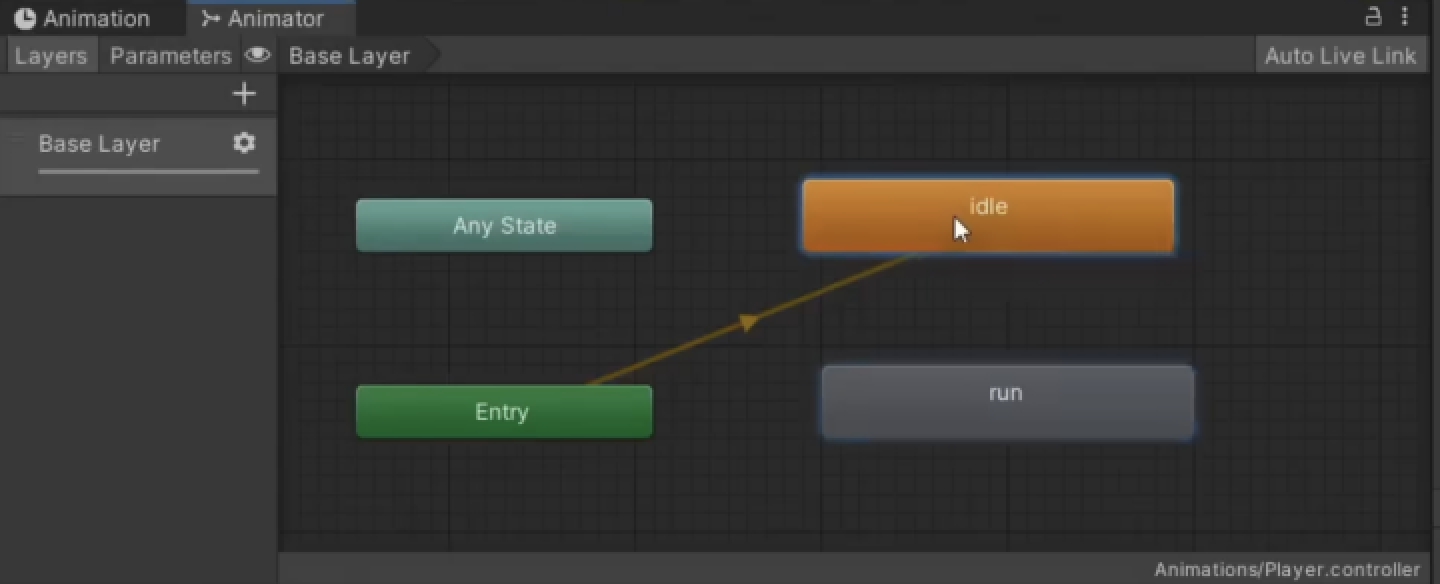 Animation Animator
Layers Parameters Base Layer Auto Live Link
Base Layer
idle
Any State
run
Entry
Animations/Player.controller